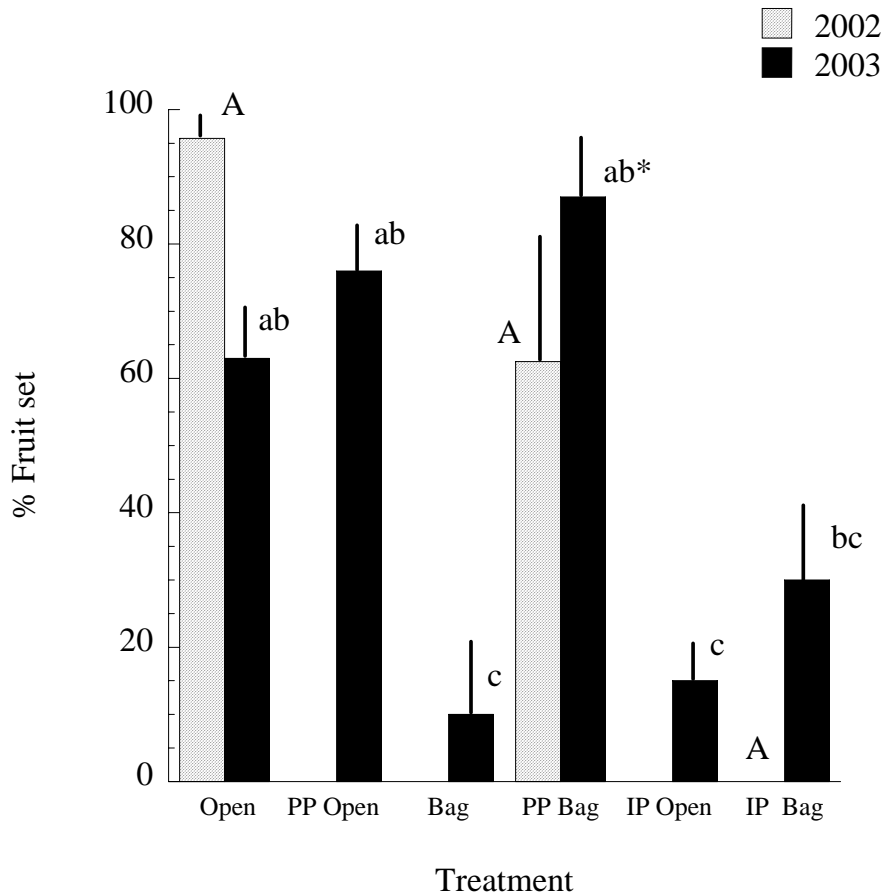 2002
2003
100
80
60
40
20
0
% Fruit set
A
ab
ab
c
A
ab*
c
A
bc
Open PP Open Bag PP Bag IP Open IP Bag
Treatment